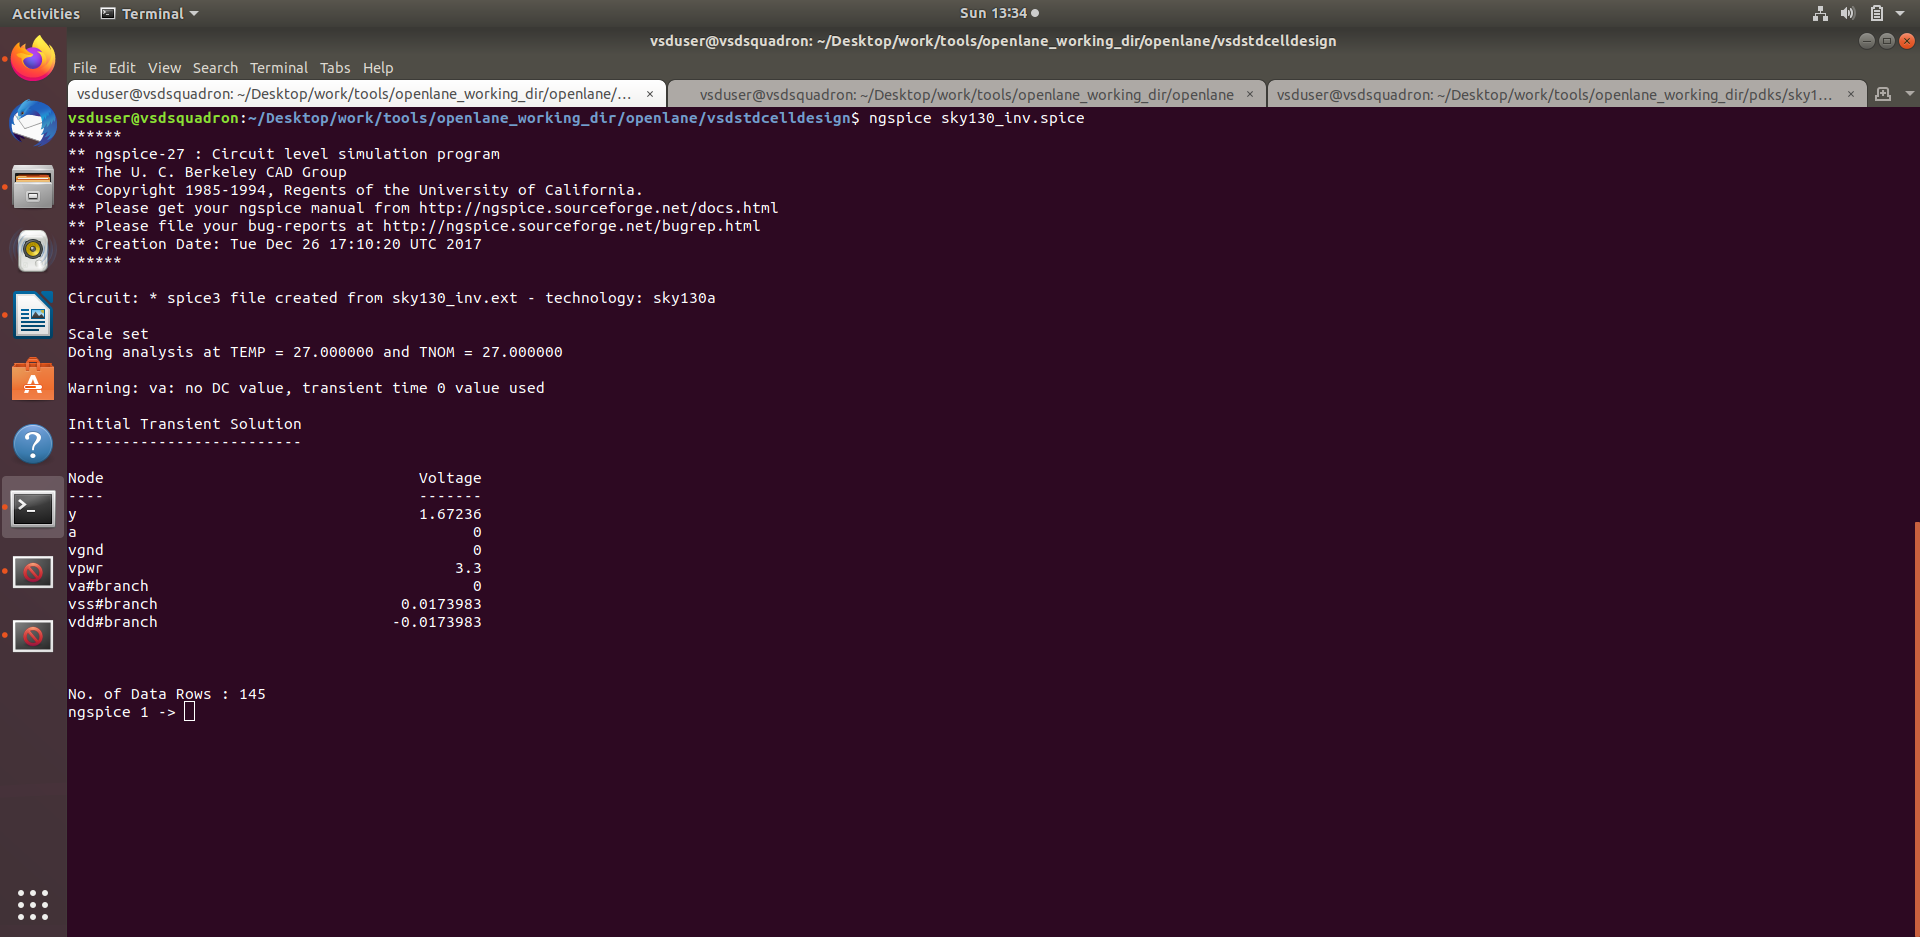 Activities Terminal Sun 13:34
vsduser@vsdsquadron: ~/Desktop/work/tools/openlane_working_dir/openlane/vsdstdcelldesign
File Edit View Search Terminal Tabs Help
vsduser@vsdsquadron: ~/Desktop/work/tools/openlane_working_dir/openlane/... × vsduser@vsdsquadron: ~/Desktop/work/tools/openlane_working_dir/openlane × vsduser@vsdsquadron: ~/Desktop/work/tools/openlane_working_dir/pdks/sky1... ×
vsduser@vsdsquadron:~/Desktop/work/tools/openlane_working_dir/openlane/vsdstdcelldesign$ ngspice sky130_inv.spice
******
** ngspice-27 : Circuit level simulation program
** The U. C. Berkeley CAD Group
** Copyright 1985-1994, Regents of the University of California.
** Please get your ngspice manual from http://ngspice.sourceforge.net/docs.html
** Please file your bug-reports at http://ngspice.sourceforge.net/bugrep.html
** Creation Date: Tue Dec 26 17:10:20 UTC 2017
******
Circuit: * spice3 file created from sky130_inv.ext - technology: sky130a
Scale set
Doing analysis at TEMP = 27.000000 and TNOM = 27.000000
Warning: va: no DC value, transient time 0 value used
Initial Transient Solution
--------------------------
Node Voltage
---- -------
y 1.67236
a 0
vgnd 0
vpwr 3.3
va#branch 0
vss#branch 0.0173983
vdd#branch -0.0173983
No. of Data Rows : 145
ngspice 1 ->